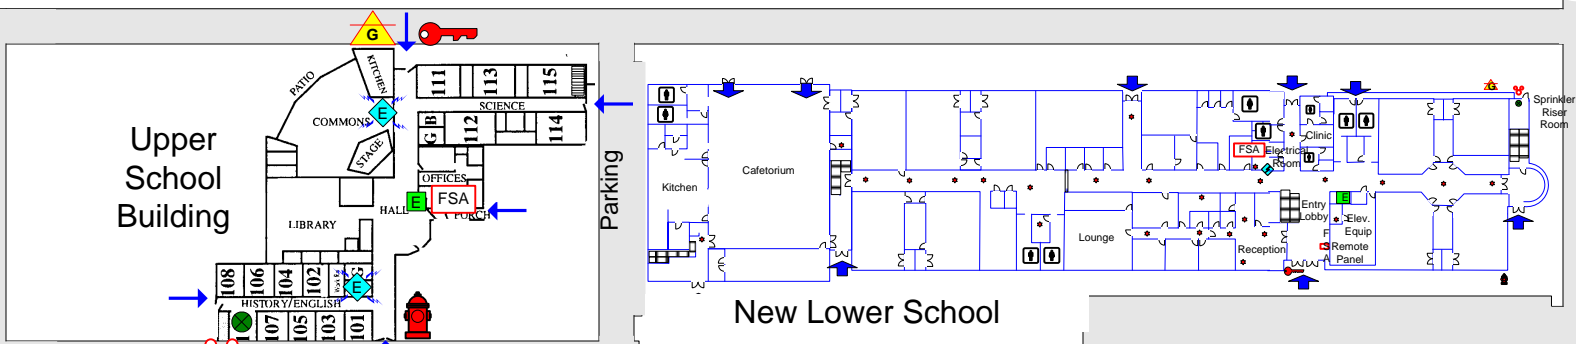 G
KITCHEN
PATIO
111
113
115
SCIENCE
COMMONS
E
G B
112
114
STAGE
Upper
School
Building
OFFICES
E
FSA
HALL
PORCH
LIBRARY
Parking
108
106
104
102
G
E
HISTORY/ENGLISH
107
105
103
101
Kitchen
Cafetorium
Lounge
Reception
FSA
Electrical
Room
Clinic
Entry
Lobby
E
Elev.
Equip
F
S
A
Remote
Panel
G
Sprinkler
Riser
Room
New Lower School